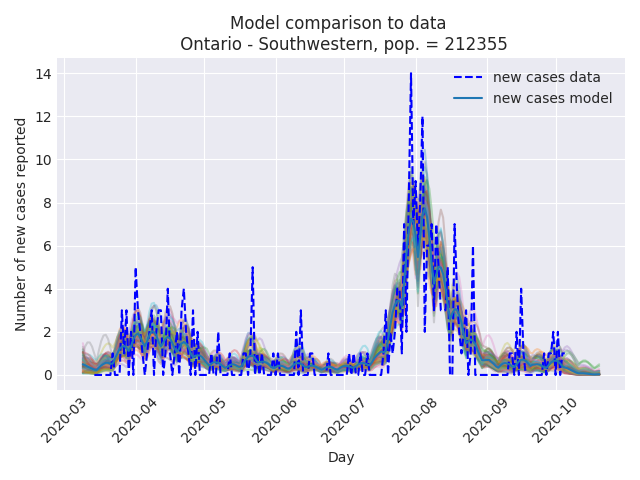 Model comparison to data
Ontario - Southwestern, pop. = 212355
new cases data
new cases model
Number of new cases reported
14
12
10
8
6
4
2
0
2020-03
2020-04
2020-05
2020-06
2020-07
2020-08
2020-09
2020-10
Day